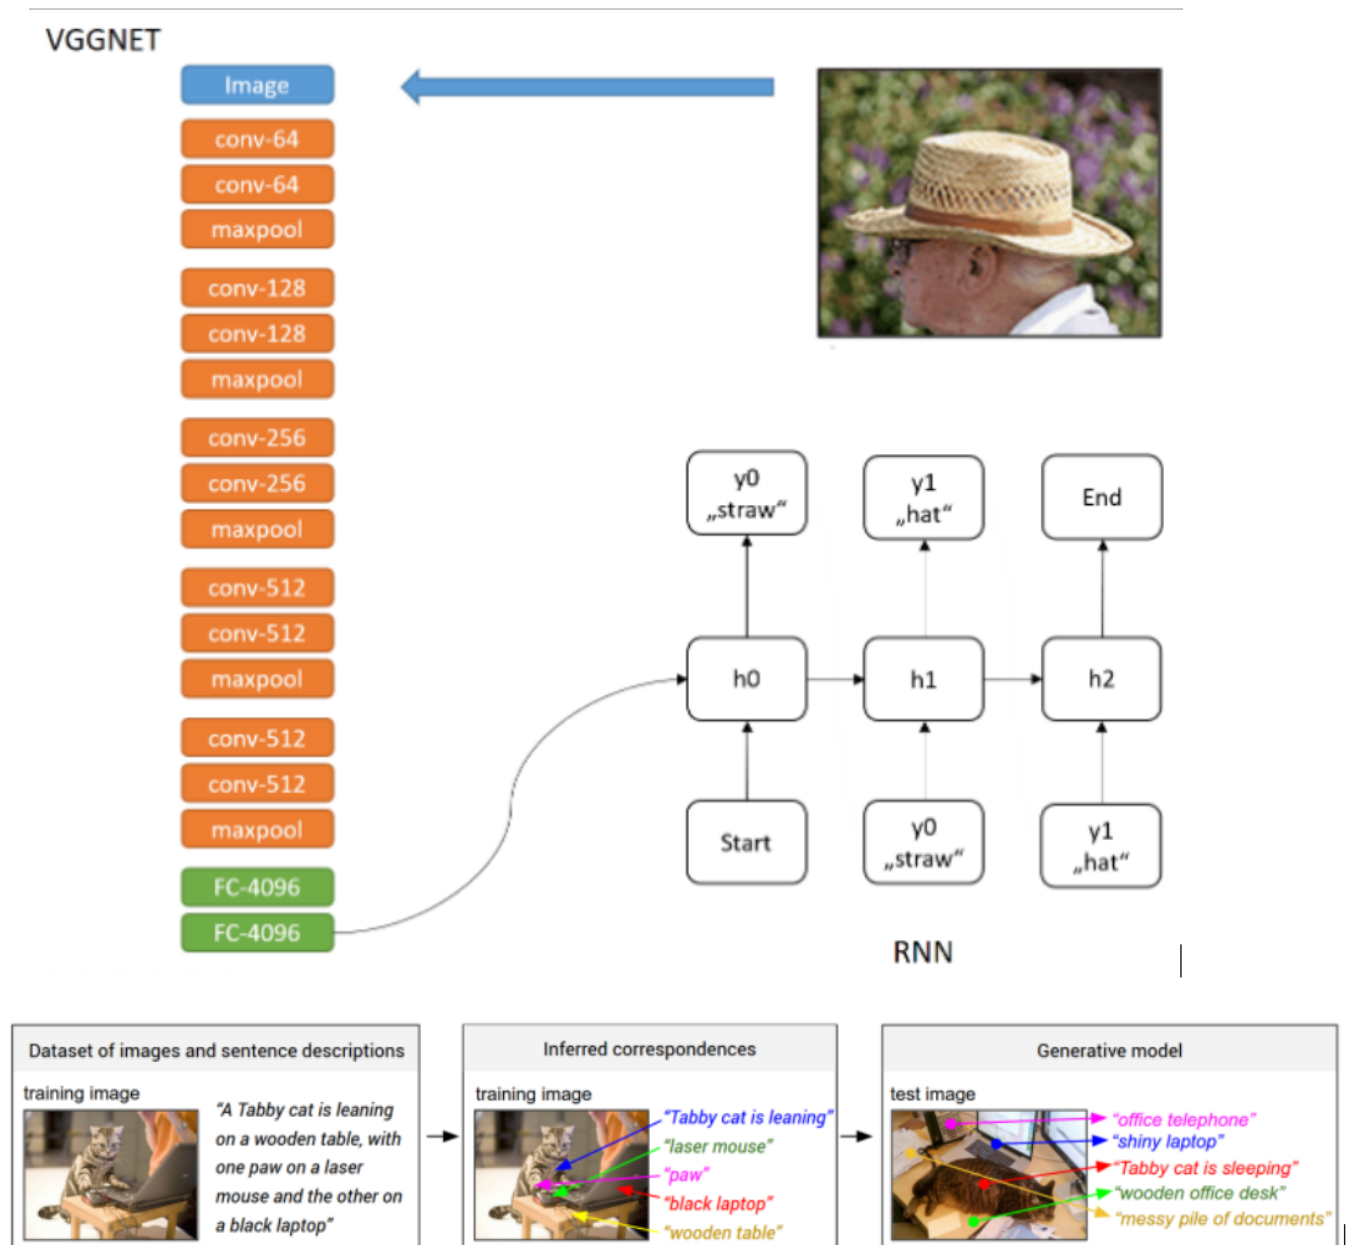 VGGNET
Image
conv-64
conv-64
maxpool
conv-128
conv-128
maxpool
conv-256
conv-256
maxpool
conv-512
conv-512
maxpool
conv-512
conv-512
maxpool
FC-4096
FC-4096
y0
„straw“
y1
„hat“
End
h0
h1
h2
Start
y0
„straw“
y1
„hat“
RNN
Dataset of images and sentence descriptions
training image
“A Tabby cat is leaning
on a wooden table, with
one paw on a laser
mouse and the other on
a black laptop”
Inferred correspondences
training image
“Tabby cat is leaning”
“laser mouse”
“paw”
“black laptop”
“wooden table”
Generative model
test image
“office telephone”
“shiny laptop”
“Tabby cat is sleeping”
“wooden office desk”
“messy pile of documents”